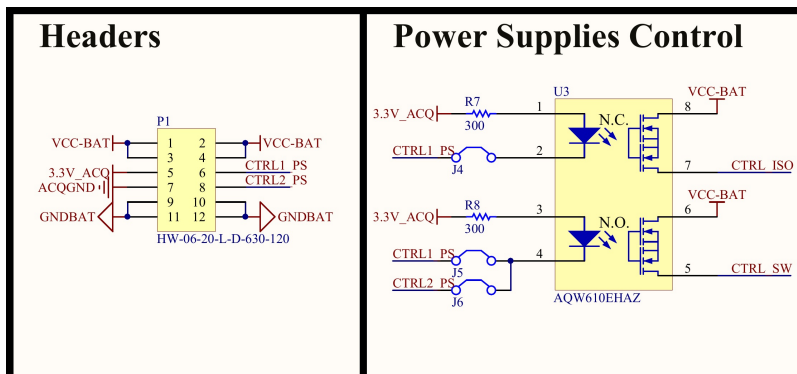 Headers
Power Supplies Control
P1
VCC-BAT 1 2 VCC-BAT
3 4
3.3V_ACQ 5 6 CTRL1_PS
ACQGND 7 8 CTRL2_PS
9 10
GNDBAT 11 12 GNDBAT
HW-06-20-L-D-630-120
U3
VCC-BAT
3.3V_ACQ R7 1 N.C. 8
300
CTRL1_PS 2 7 CTRL_ISO
J4
VCC-BAT
3.3V_ACQ R8 3 N.O. 6
300
CTRL1_PS 4 5 CTRL_SW
J5
CTRL2_PS
J6
AQW610EHAZ